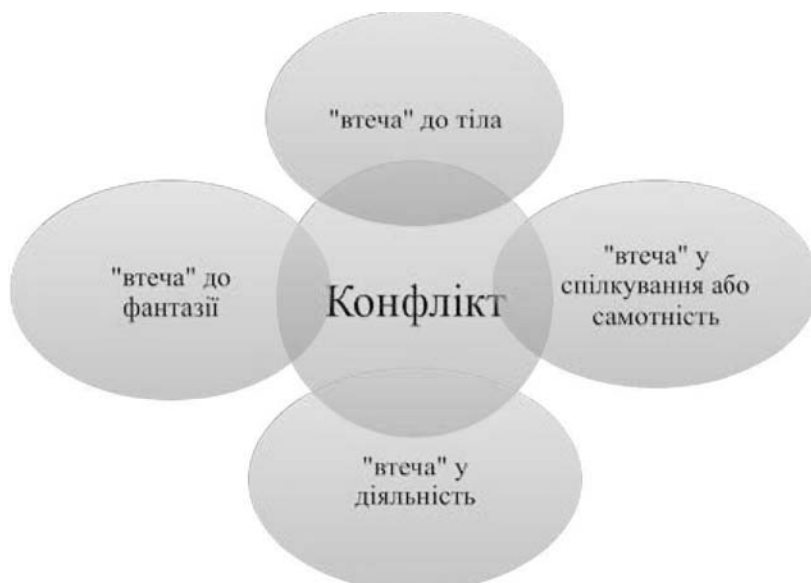 "втеча" до тіла
"втеча" до
фантазії
Конфлікт
"втеча" у
спілкування або
самотність
"втеча" у
діяльність